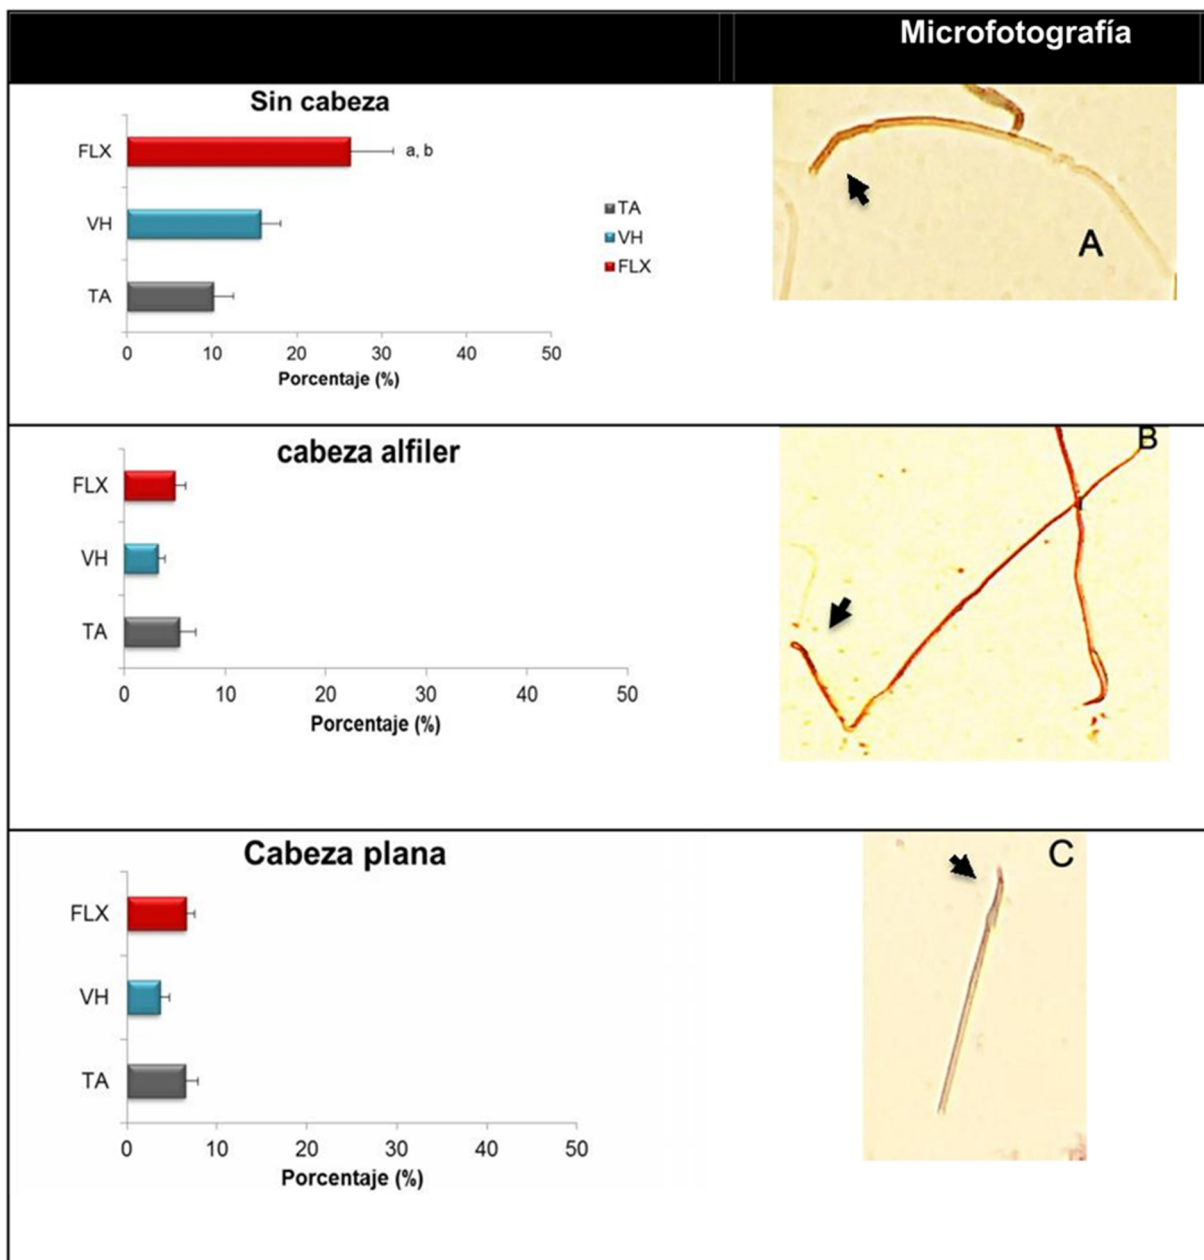 Microfotografía
Sin cabeza
FLX
a, b
VH
TA
0 10 20 30 40 50
Porcentaje (%)
TA
VH
FLX
A
cabeza alfiler
FLX
VH
TA
0 10 20 30 40 50
Porcentaje (%)
B
Cabeza plana
FLX
VH
TA
0 10 20 30 40 50
Porcentaje (%)
C